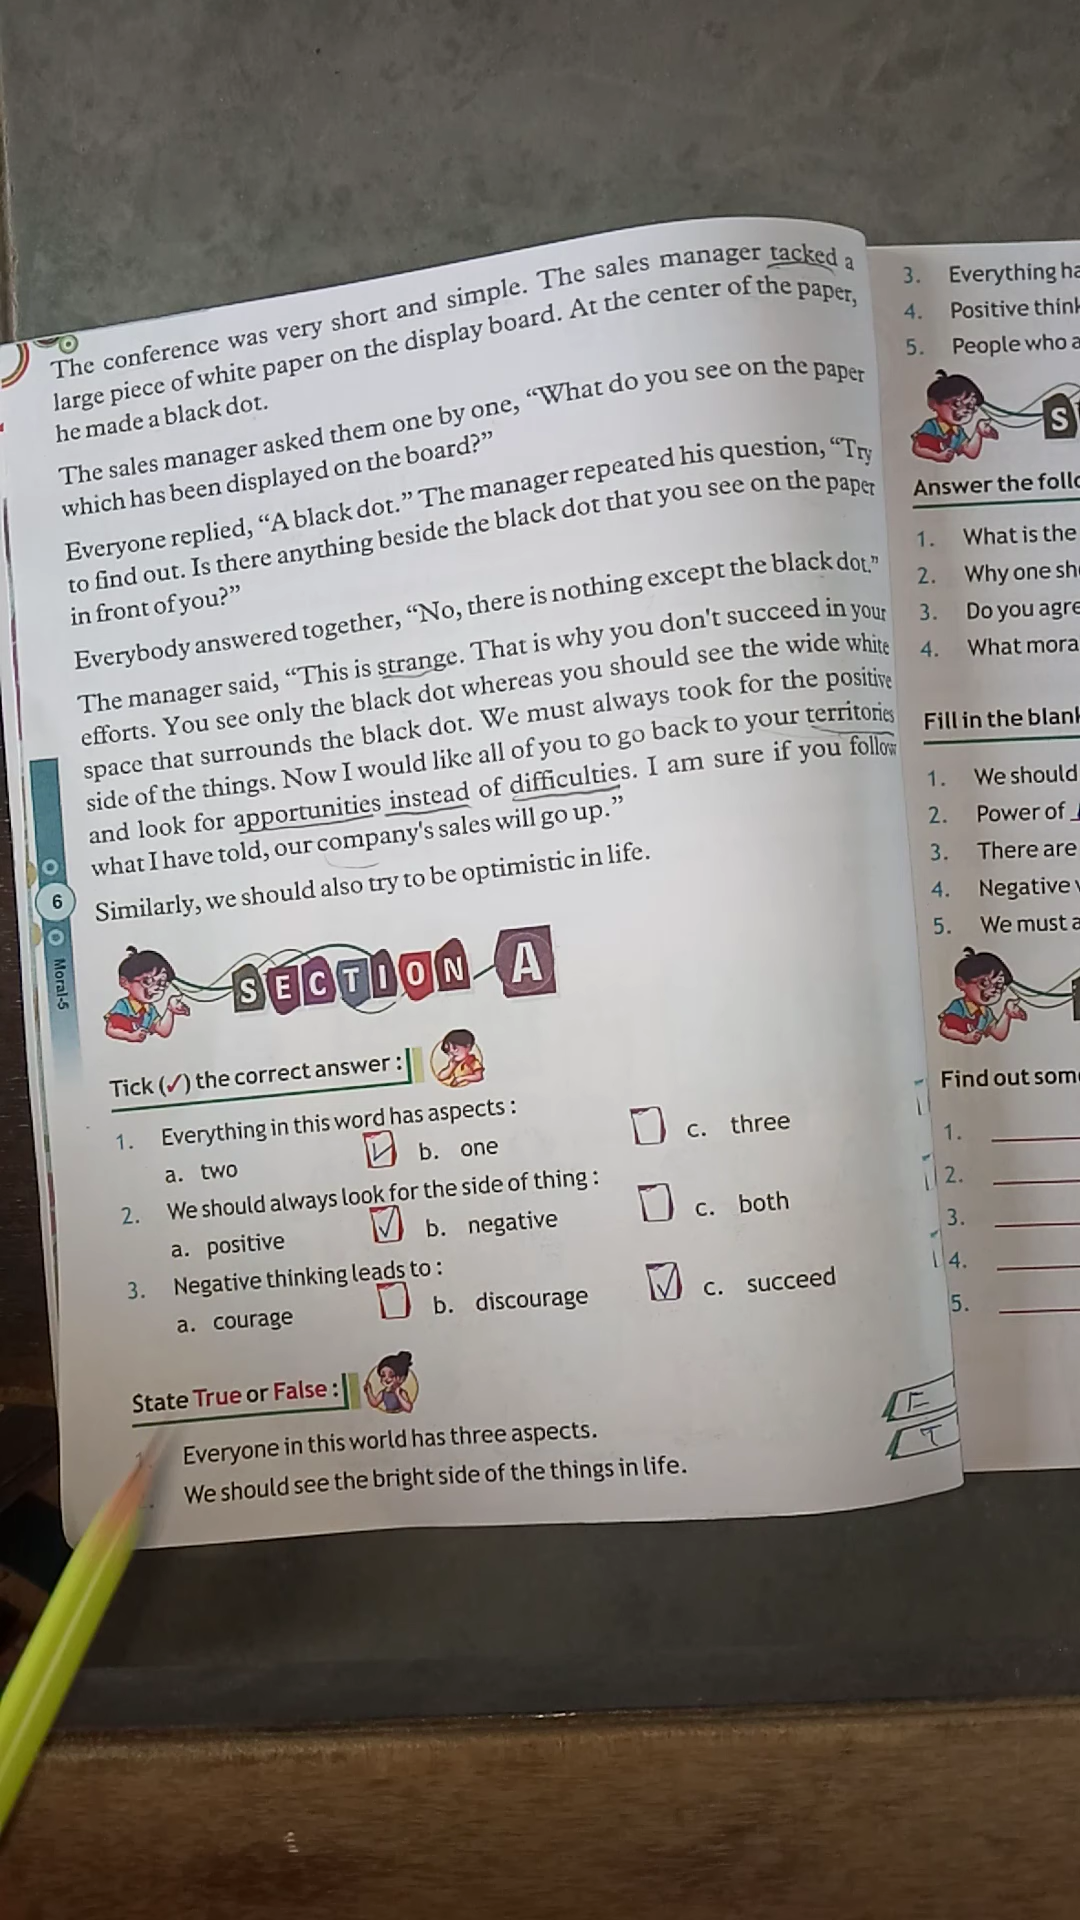 The conference was very short and simple. The sales manager tacked a
large piece of white paper on the display board. At the center of the paper,
he made a black dot.
The sales manager asked them one by one, “What do you see on the paper
which has been displayed on the board?”
Everyone replied, “A black dot.” The manager repeated his question, “Try
to find out. Is there anything beside the black dot that you see on the paper
in front of you?”
Everybody answered together, “No, there is nothing except the black dot.”
The manager said, “This is strange. That is why you don't succeed in your
efforts. You see only the black dot whereas you should see the wide white
space that surrounds the black dot. We must always took for the positive
side of the things. Now I would like all of you to go back to your territories
and look for apportunities instead of difficulties. I am sure if you follow
what I have told, our company's sales will go up.”
Similarly, we should also try to be optimistic in life.
6
Moral-5
SECTION-A
Tick (✓) the correct answer :
1. Everything in this word has aspects :
a. two ✓ b. one c. three
2. We should always look for the side of thing :
a. positive ✓ b. negative c. both
3. Negative thinking leads to :
a. courage b. discourage ✓ c. succeed
State True or False :
Everyone in this world has three aspects. F
We should see the bright side of the things in life. T
3. Everything
4. Positive
5. People who
S
Answer the
1. What is the
2. Why one
3. Do you
4. What
Fill in the
1. We should
2. Power of
3. There are
4. Negative
5. We must
Find out
1.
2.
3.
4.
5.